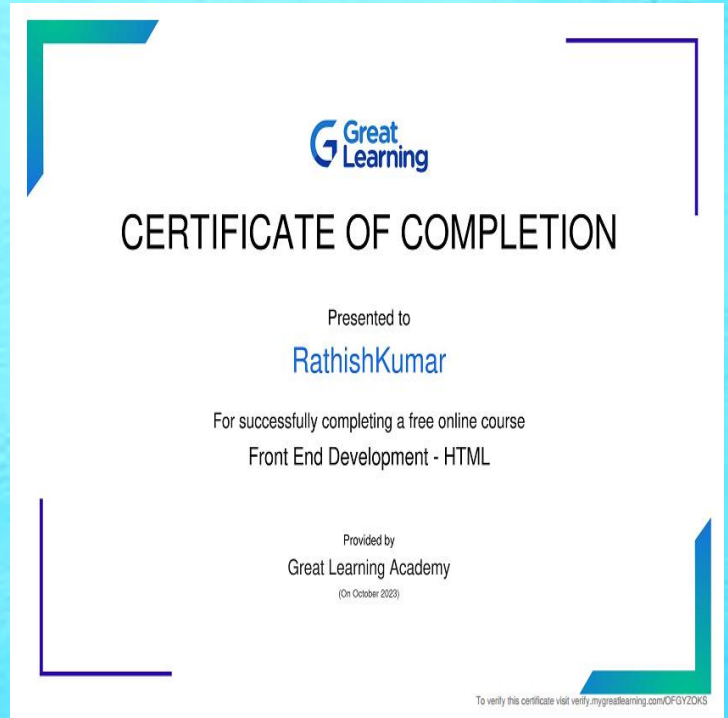 Great
Learning
CERTIFICATE OF COMPLETION
Presented to
RathishKumar
For successfully completing a free online course
Front End Development - HTML
Provided by
Great Learning Academy
(On October 2023)
To verify this certificate visit verify.mygreatlearning.com/OFGYZOKS